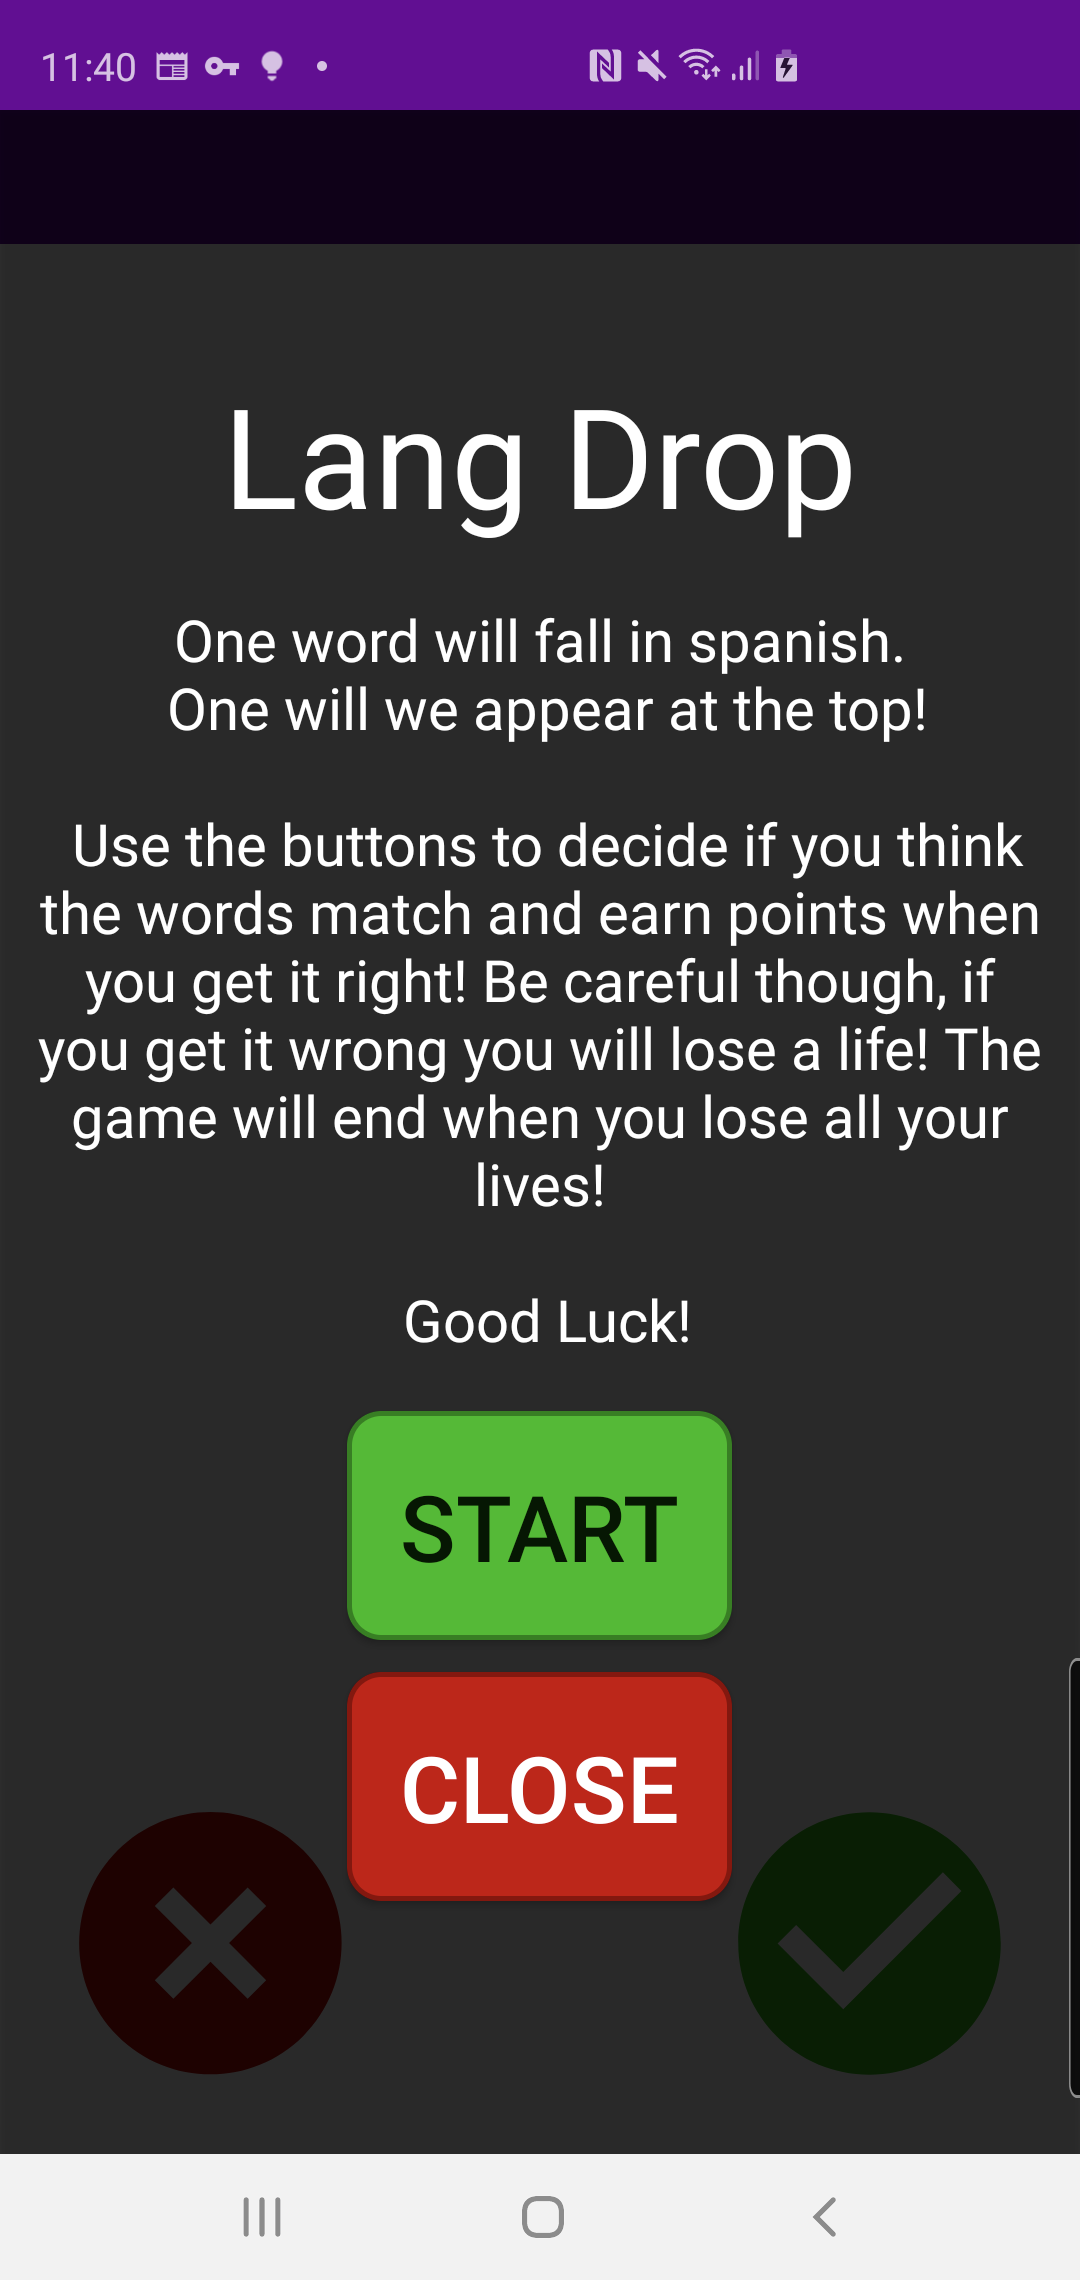 11:40
Lang Drop
One word will fall in spanish.
One will we appear at the top!
Use the buttons to decide if you think
the words match and earn points when
you get it right! Be careful though, if
you get it wrong you will lose a life! The
game will end when you lose all your
lives!
Good Luck!
START
CLOSE